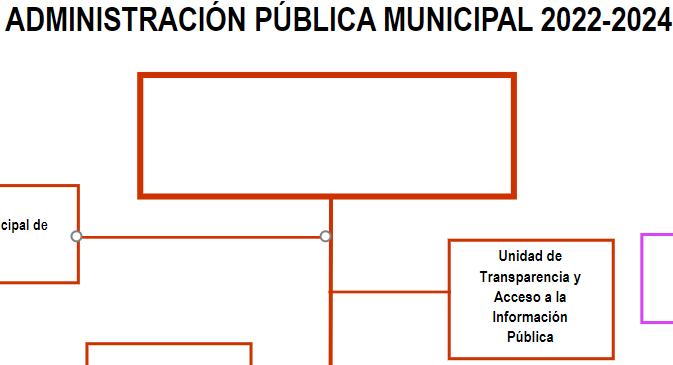 ADMINISTRACIÓN PÚBLICA MUNICIPAL 2022-2024
cipal de
Unidad de
Transparencia y
Acceso a la
Información
Pública